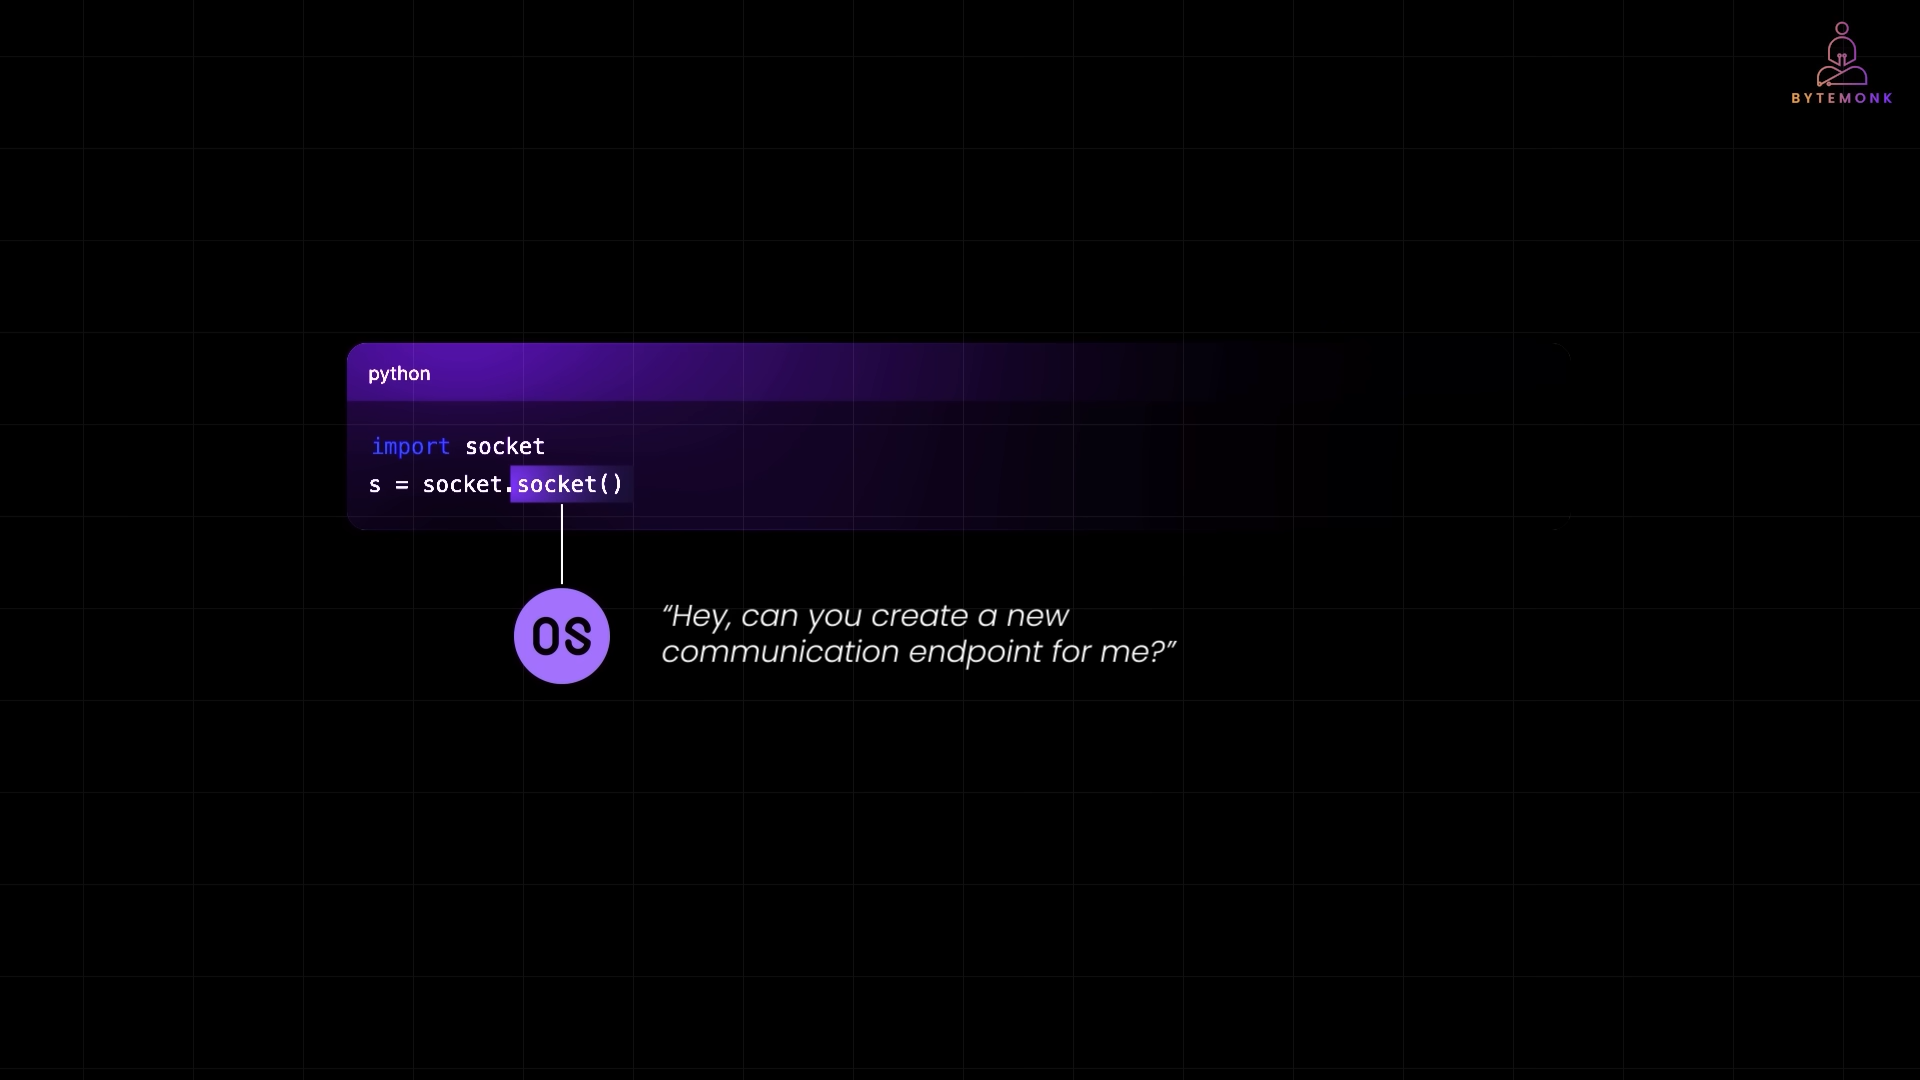 BYTEMONK
python
import socket
s = socket.socket()
OS
“Hey, can you create a new
communication endpoint for me?”